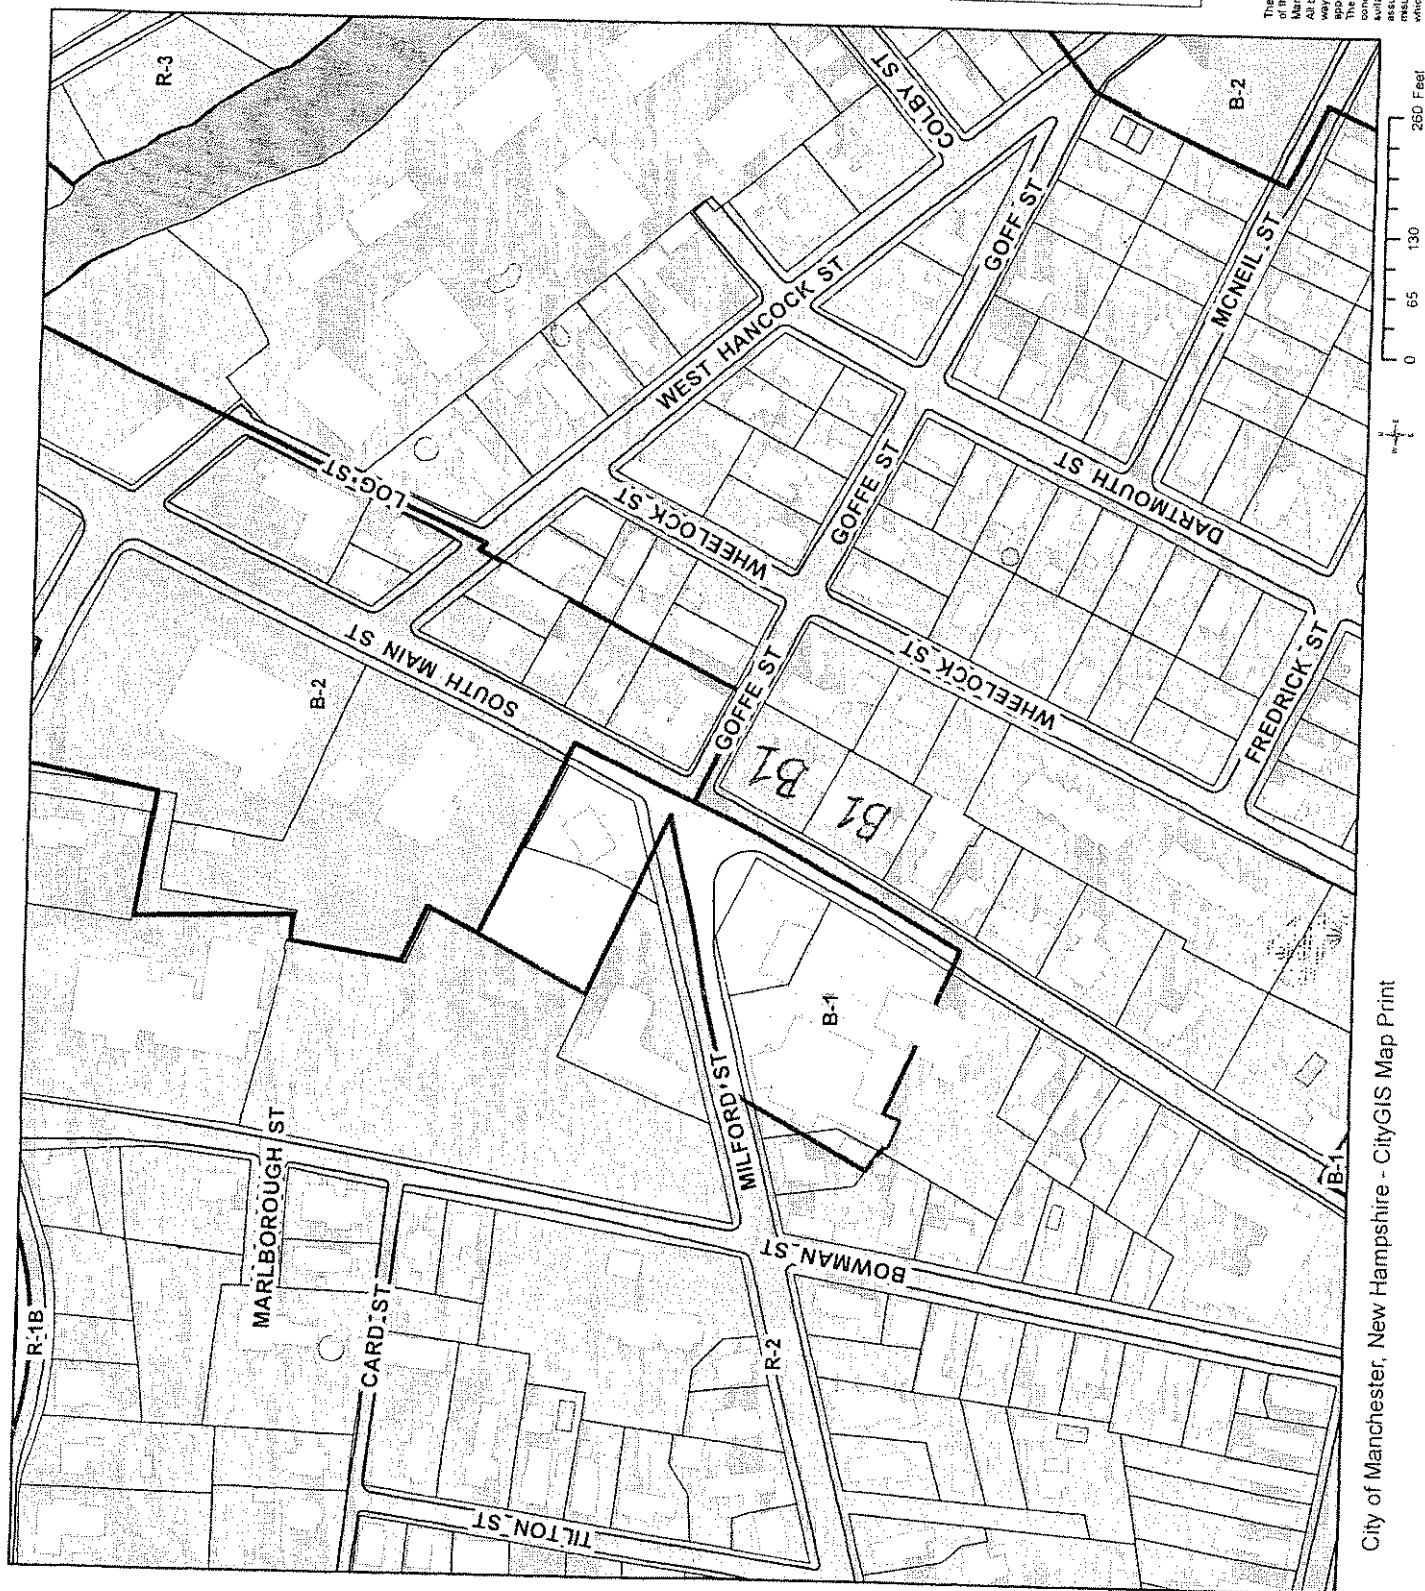 R-3
COLBY ST
B-2
GOFF ST
MCNEIL ST
WEST HANCOCK ST
LOG ST
WHEELOCK ST
GOFFE ST
DARTMOUTH ST
SOUTH MAIN ST
B-2
GOFFE ST
WHEELOCK ST
FREDRICK ST
B1
B1
B-1
MILFORD ST
MARLBOROUGH ST
R-1B
CARD ST
BOWMAN ST
R-2
TILTON ST
B-1
0 65 130 260 Feet
N
W E
S
City of Manchester, New Hampshire - CityGIS Map Print
The
of th